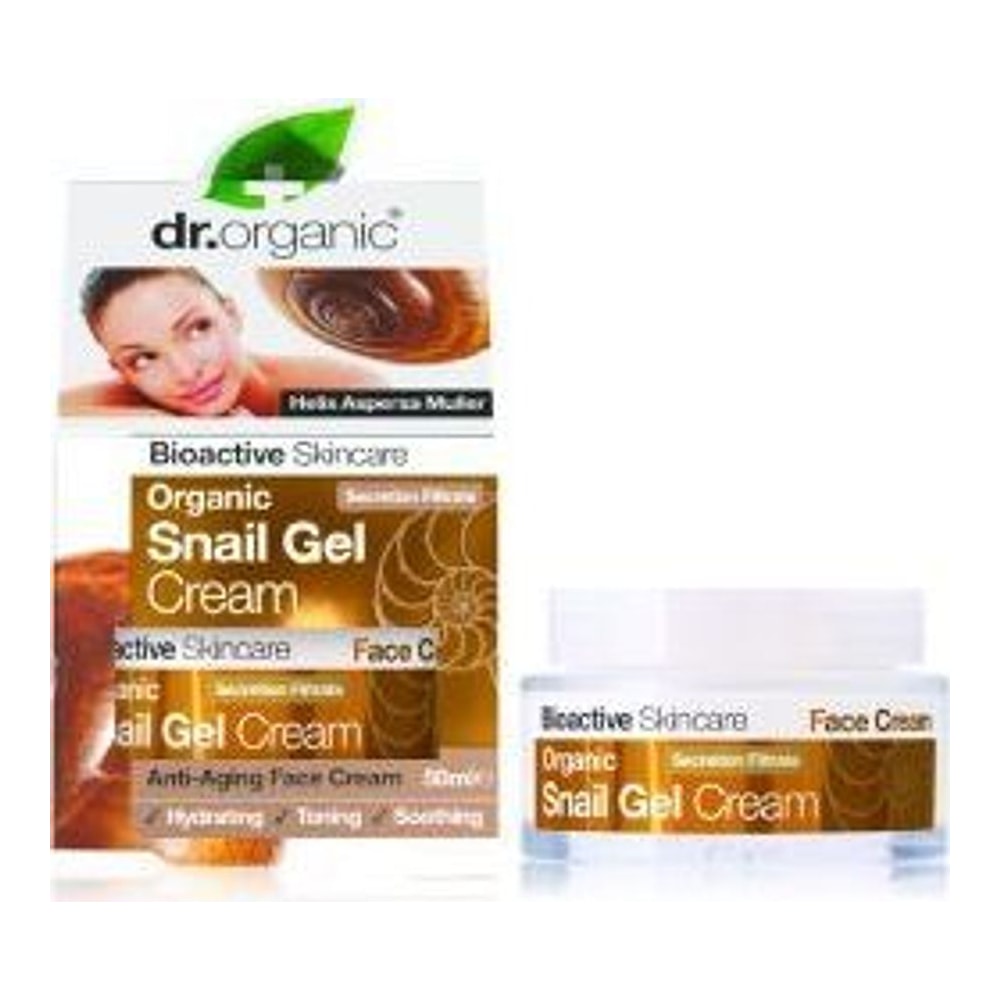 dr.organic®
Helix Aspersa Muller
Bioactive Skincare
Organic
Secretion Filtrate
Snail Gel
Cream
active Skincare
Face C
anic
Secretion Filtrate
ail Gel Cream
Anti-Aging Face Cream 50ml
✓ Hydrating ✓ Toning ✓ Soothing
Bioactive Skincare
Face Cream
Organic
Secretion Filtrate
Snail Gel Cream